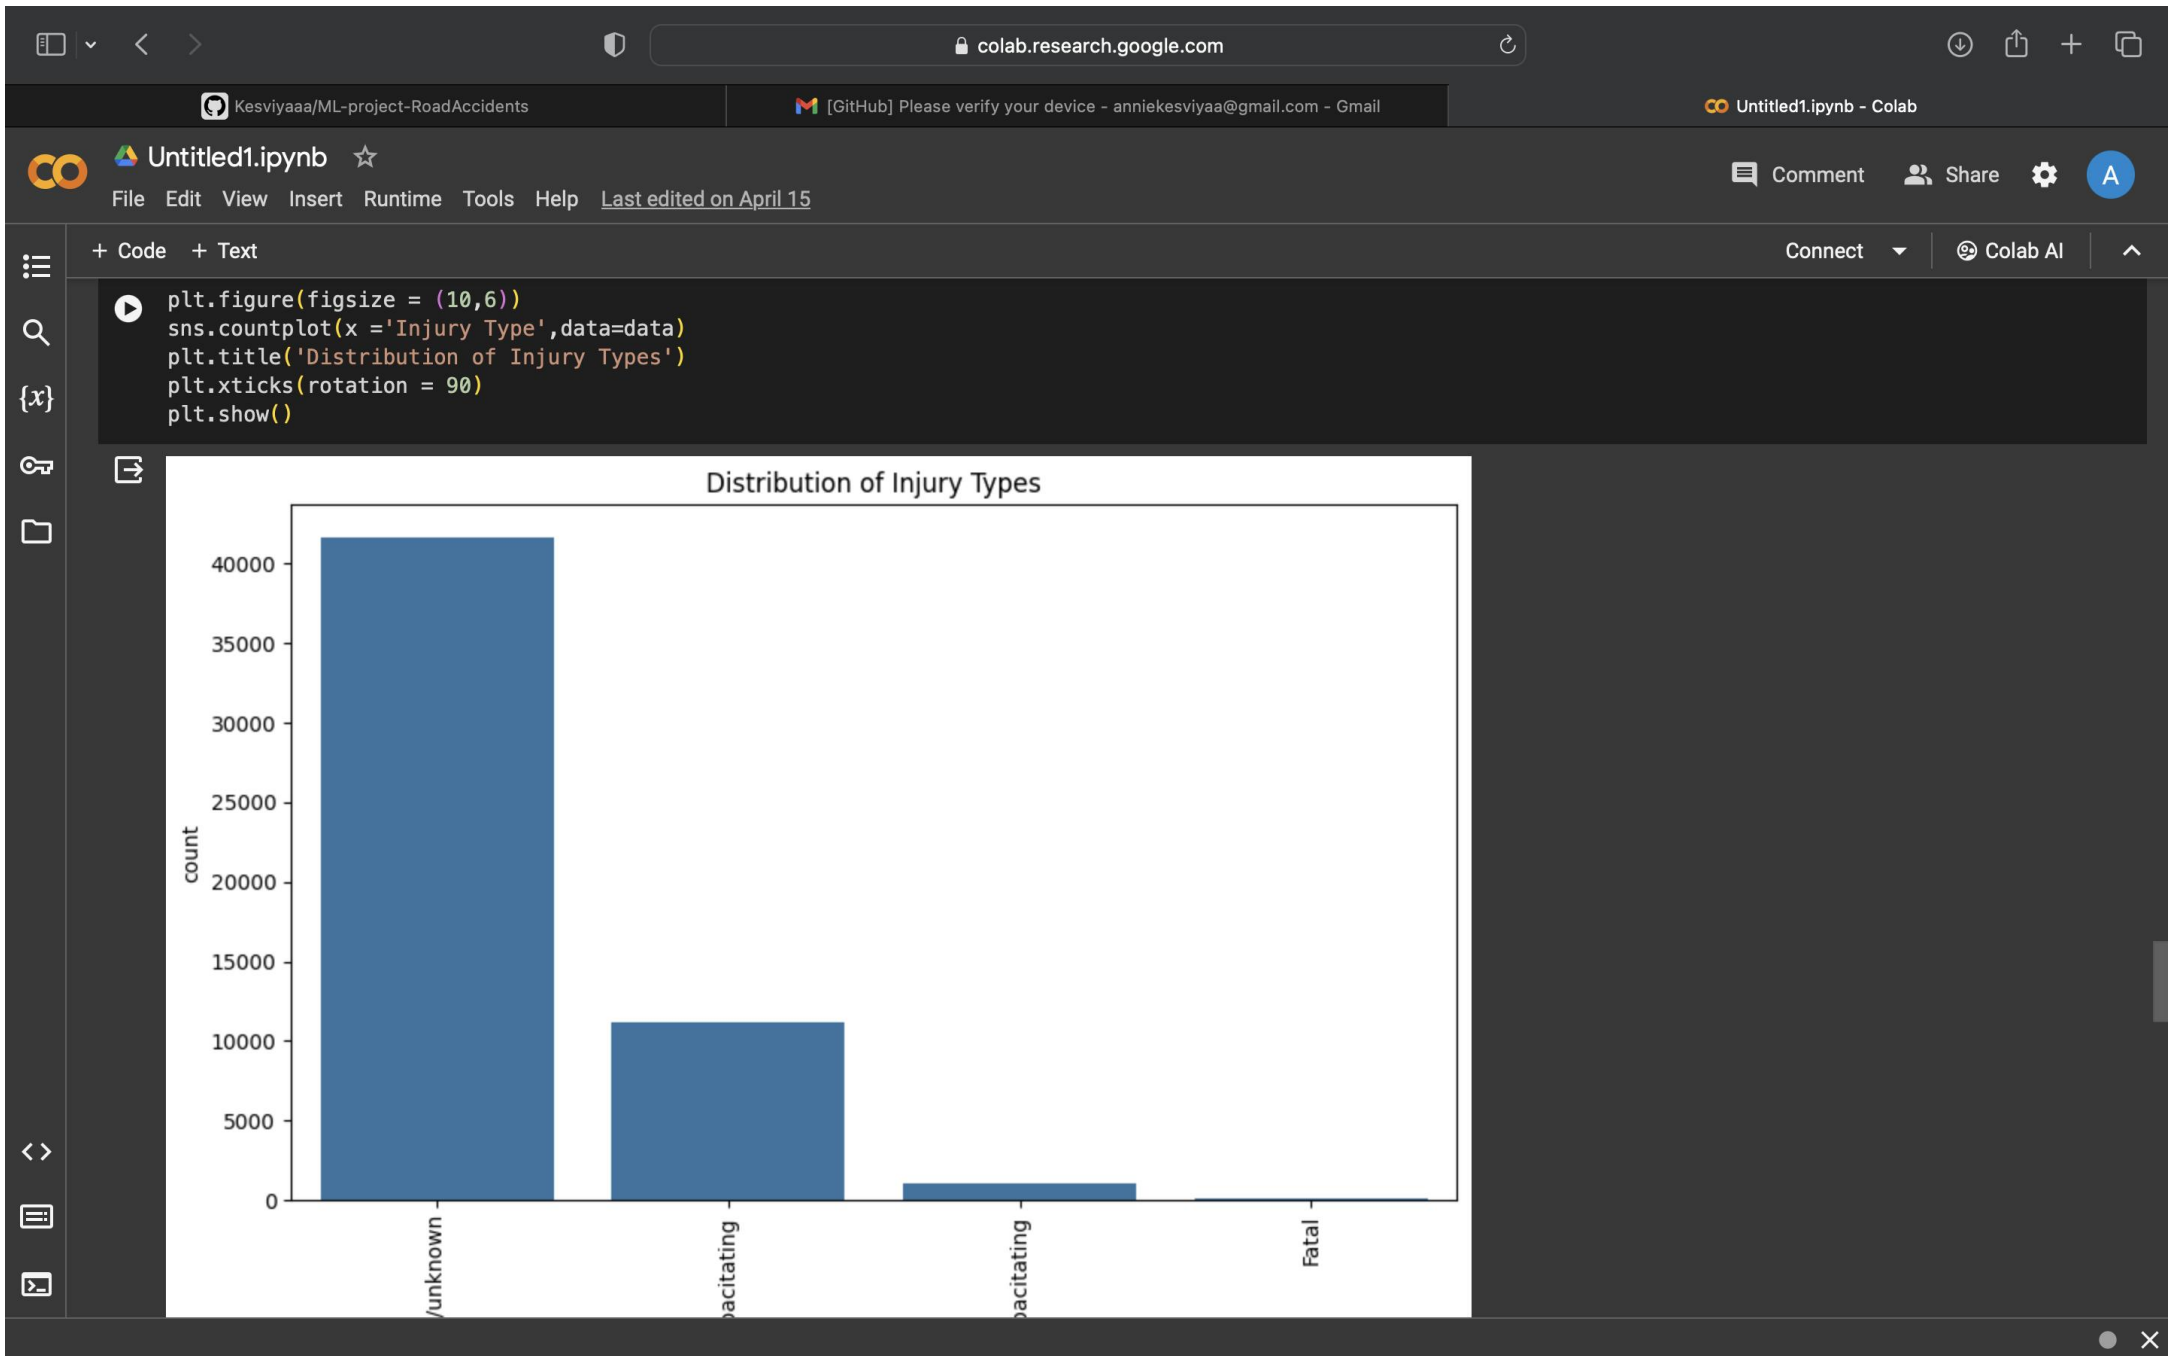 colab.research.google.com
Kesviyaaa/ML-project-RoadAccidents
[GitHub] Please verify your device - anniekesviyaa@gmail.com - Gmail
Untitled1.ipynb - Colab
Untitled1.ipynb
Comment
Share
A
File Edit View Insert Runtime Tools Help Last edited on April 15
+ Code + Text
Connect
Colab AI
{x}
plt.figure(figsize = (10,6))
sns.countplot(x ='Injury Type',data=data)
plt.title('Distribution of Injury Types')
plt.xticks(rotation = 90)
plt.show()
Distribution of Injury Types
40000
35000
30000
25000
20000
15000
10000
5000
0
count
/unknown
pacitating
pacitating
Fatal